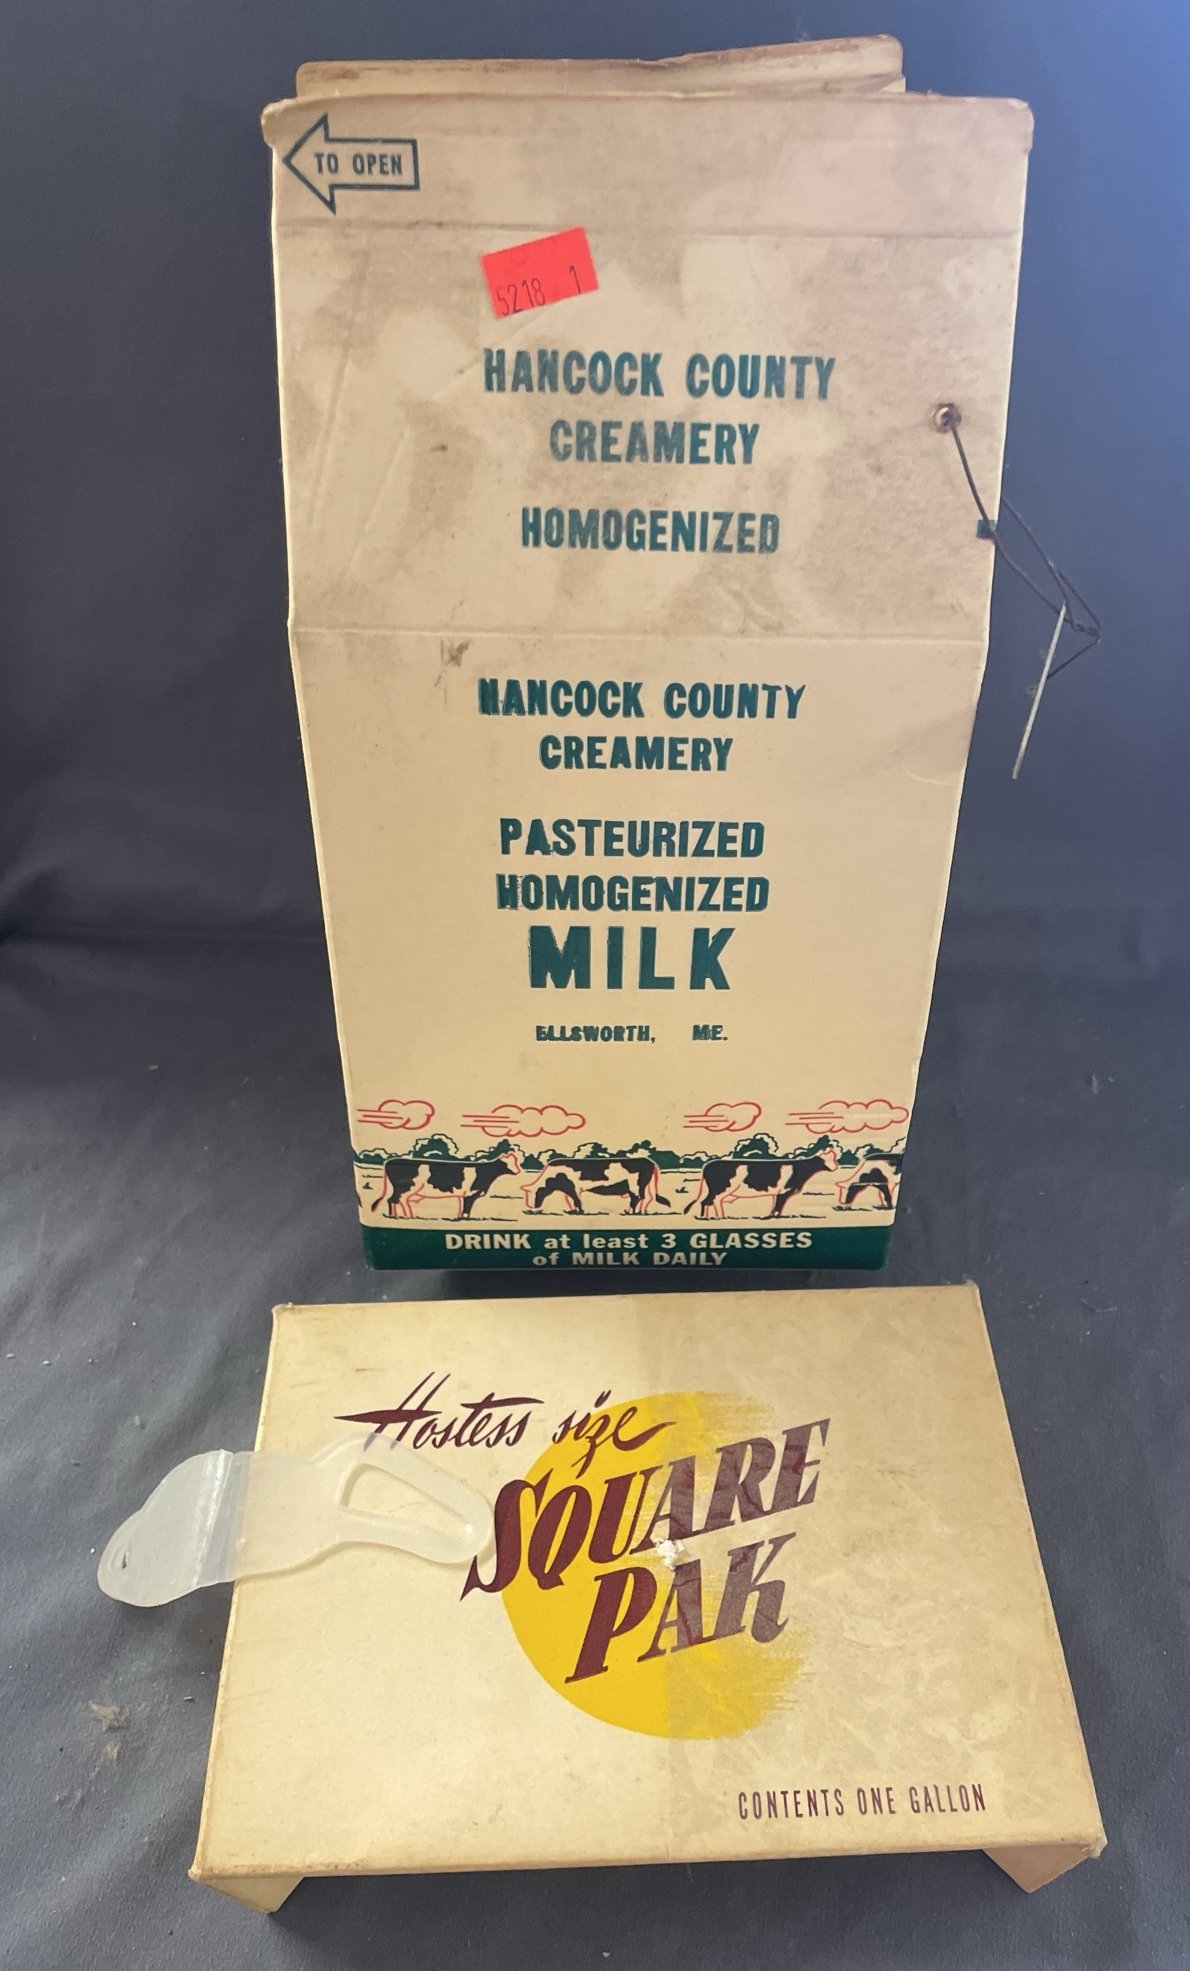 TO OPEN
5218 1
HANCOCK COUNTY
CREAMERY
HOMOGENIZED
HANCOCK COUNTY
CREAMERY
PASTEURIZED
HOMOGENIZED
MILK
ELLSWORTH, ME.
DRINK at least 3 GLASSES
of MILK DAILY
Hostess size
SQUARE
PAK
CONTENTS ONE GALLON